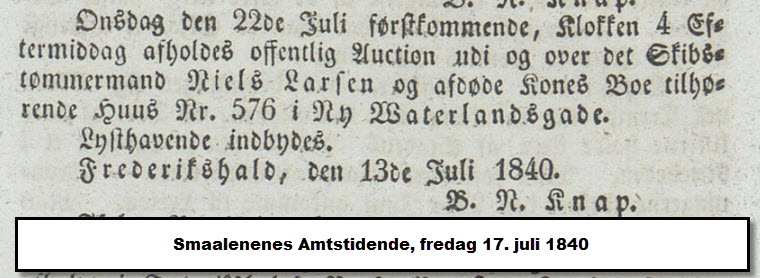 B. N. Knap.
Onsdag den 22de Juli førstkommende, Klokken 4 Ef-
termiddag afholdes offentlig Auction udi og over det Skibs-
tømmermand Niels Larsen og afdøde Kones Boe tilhø-
rende Huus Nr. 576 i Ny Waterlandsgade.
Lysthavende indbydes.
Frederikshald, den 13de Juli 1840.
B. N. Knap.
Smaalenenes Amtstidende, fredag 17. juli 1840